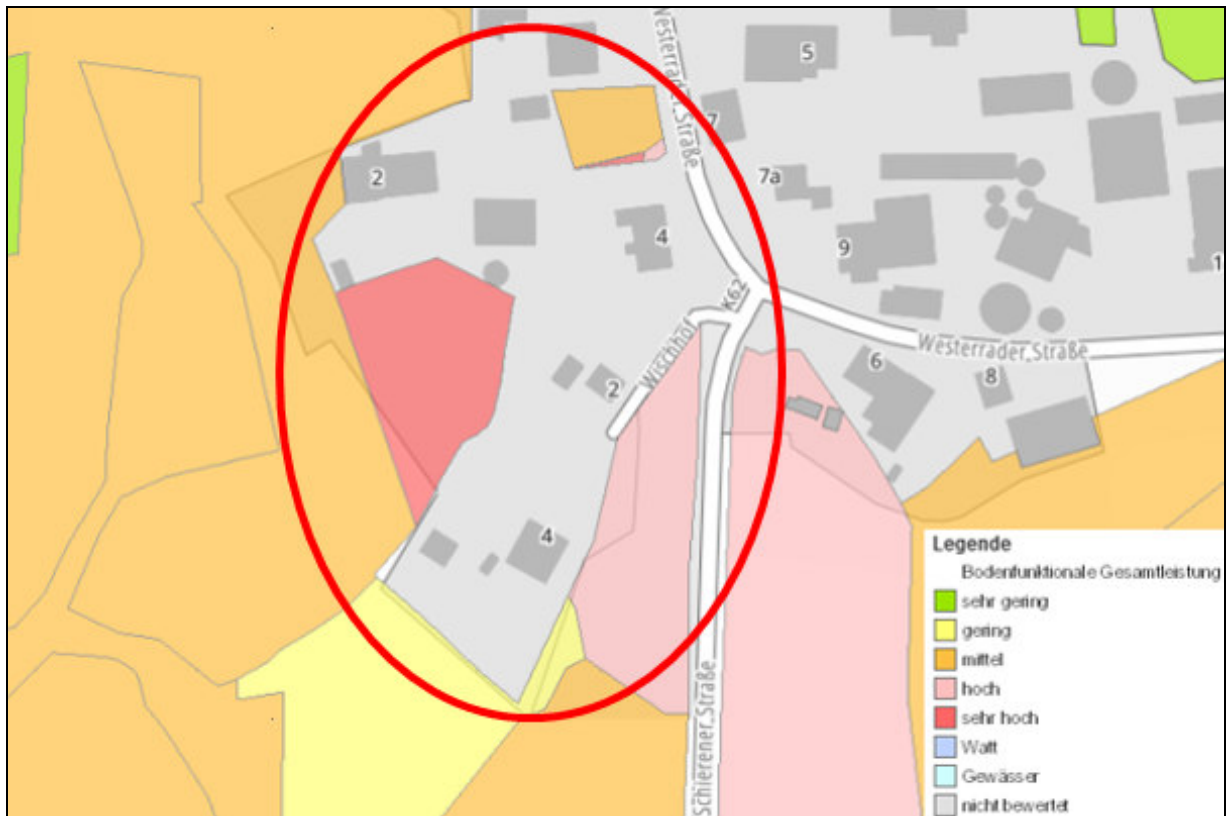 Westerrader Straße
5
7
2
7a
4
9
1
K62
Wischhof
Westerrader Straße
6
8
2
4
Schierener Straße
Legende
Bodenfunktionale Gesamtleistung
sehr gering
gering
mittel
hoch
sehr hoch
Watt
Gewässer
nicht bewertet